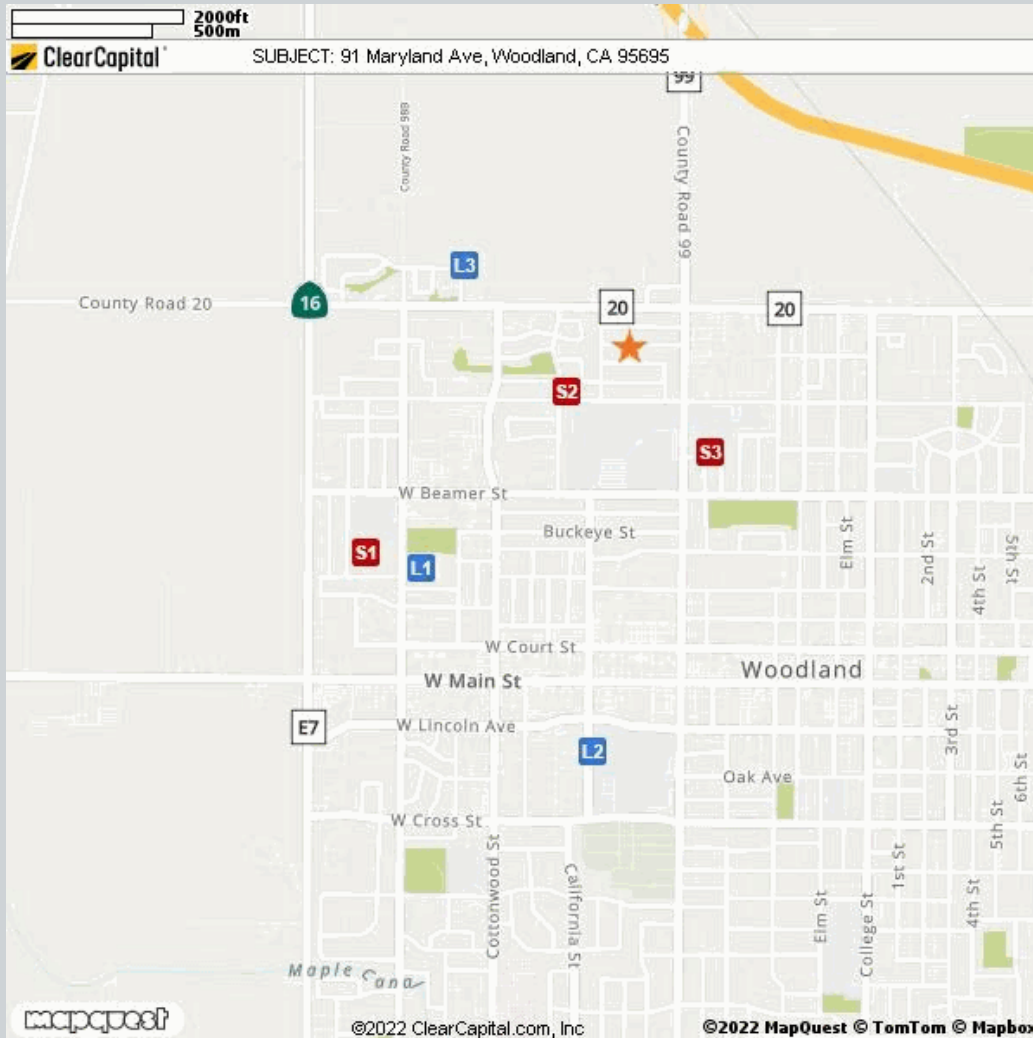 2000ft
500m
ClearCapital
SUBJECT: 91 Maryland Ave, Woodland, CA 95695
99
County Road 98B
County Road 99
L3
County Road 20
16
20
20
S2
S3
W Beamer St
Buckeye St
Elm St
2nd St
4th St
5th St
S1
L1
W Court St
W Main St
Woodland
E7
W Lincoln Ave
3rd St
L2
Oak Ave
6th St
W Cross St
5th St
Cottonwood St
California St
1st St
Elm St
College St
4th St
Maple Canal
mapquest
©2022 ClearCapital.com, Inc
©2022 MapQuest © TomTom © Mapbox